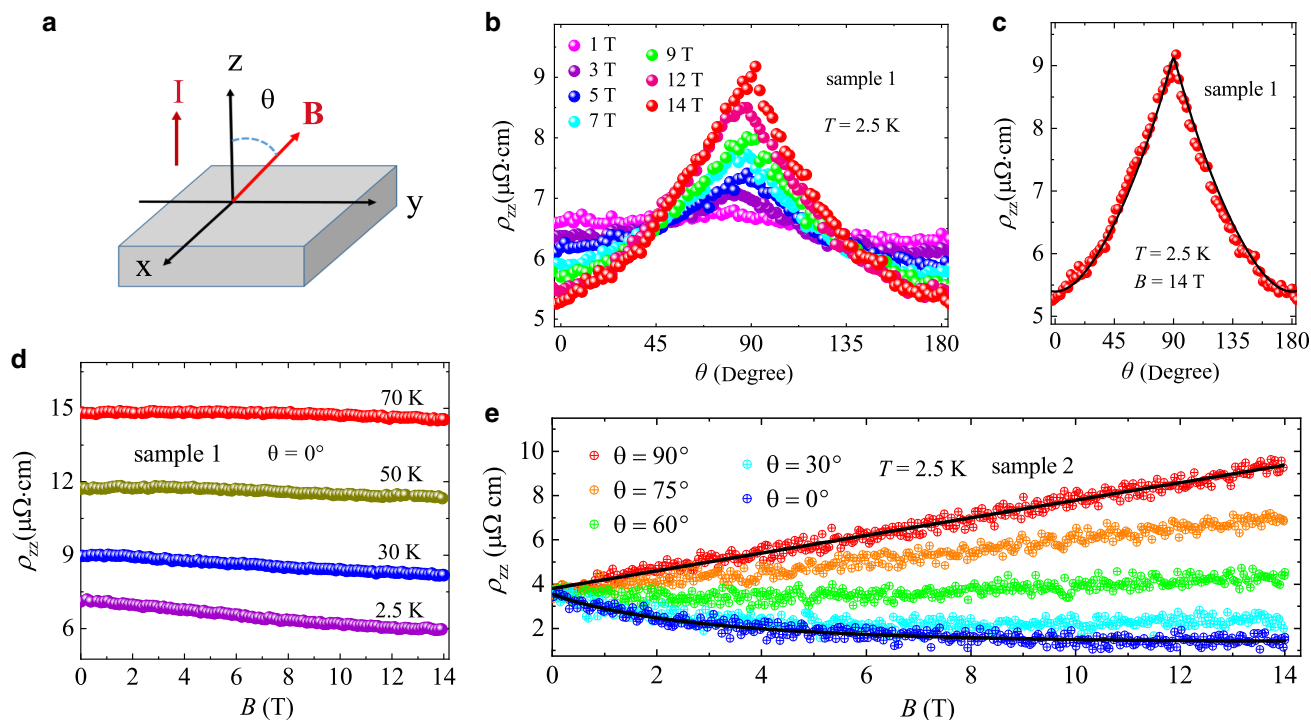 a
z
θ
I
B
y
x
b
1 T
3 T
5 T
7 T
9 T
12 T
14 T
sample 1
T = 2.5 K
9
8
7
6
5
ρzz(μΩ·cm)
0
45
90
135
180
θ (Degree)
c
sample 1
T = 2.5 K
B = 14 T
9
8
7
6
5
ρzz(μΩ·cm)
0
45
90
135
180
θ (Degree)
d
70 K
sample 1 θ = 0°
50 K
30 K
2.5 K
15
12
9
6
ρzz(μΩ·cm)
0 2 4 6 8 10 12 14
B (T)
e
θ = 90°
θ = 75°
θ = 60°
θ = 30°
θ = 0°
T = 2.5 K
sample 2
10
8
6
4
2
ρzz(μΩ cm)
0 2 4 6 8 10 12 14
B (T)